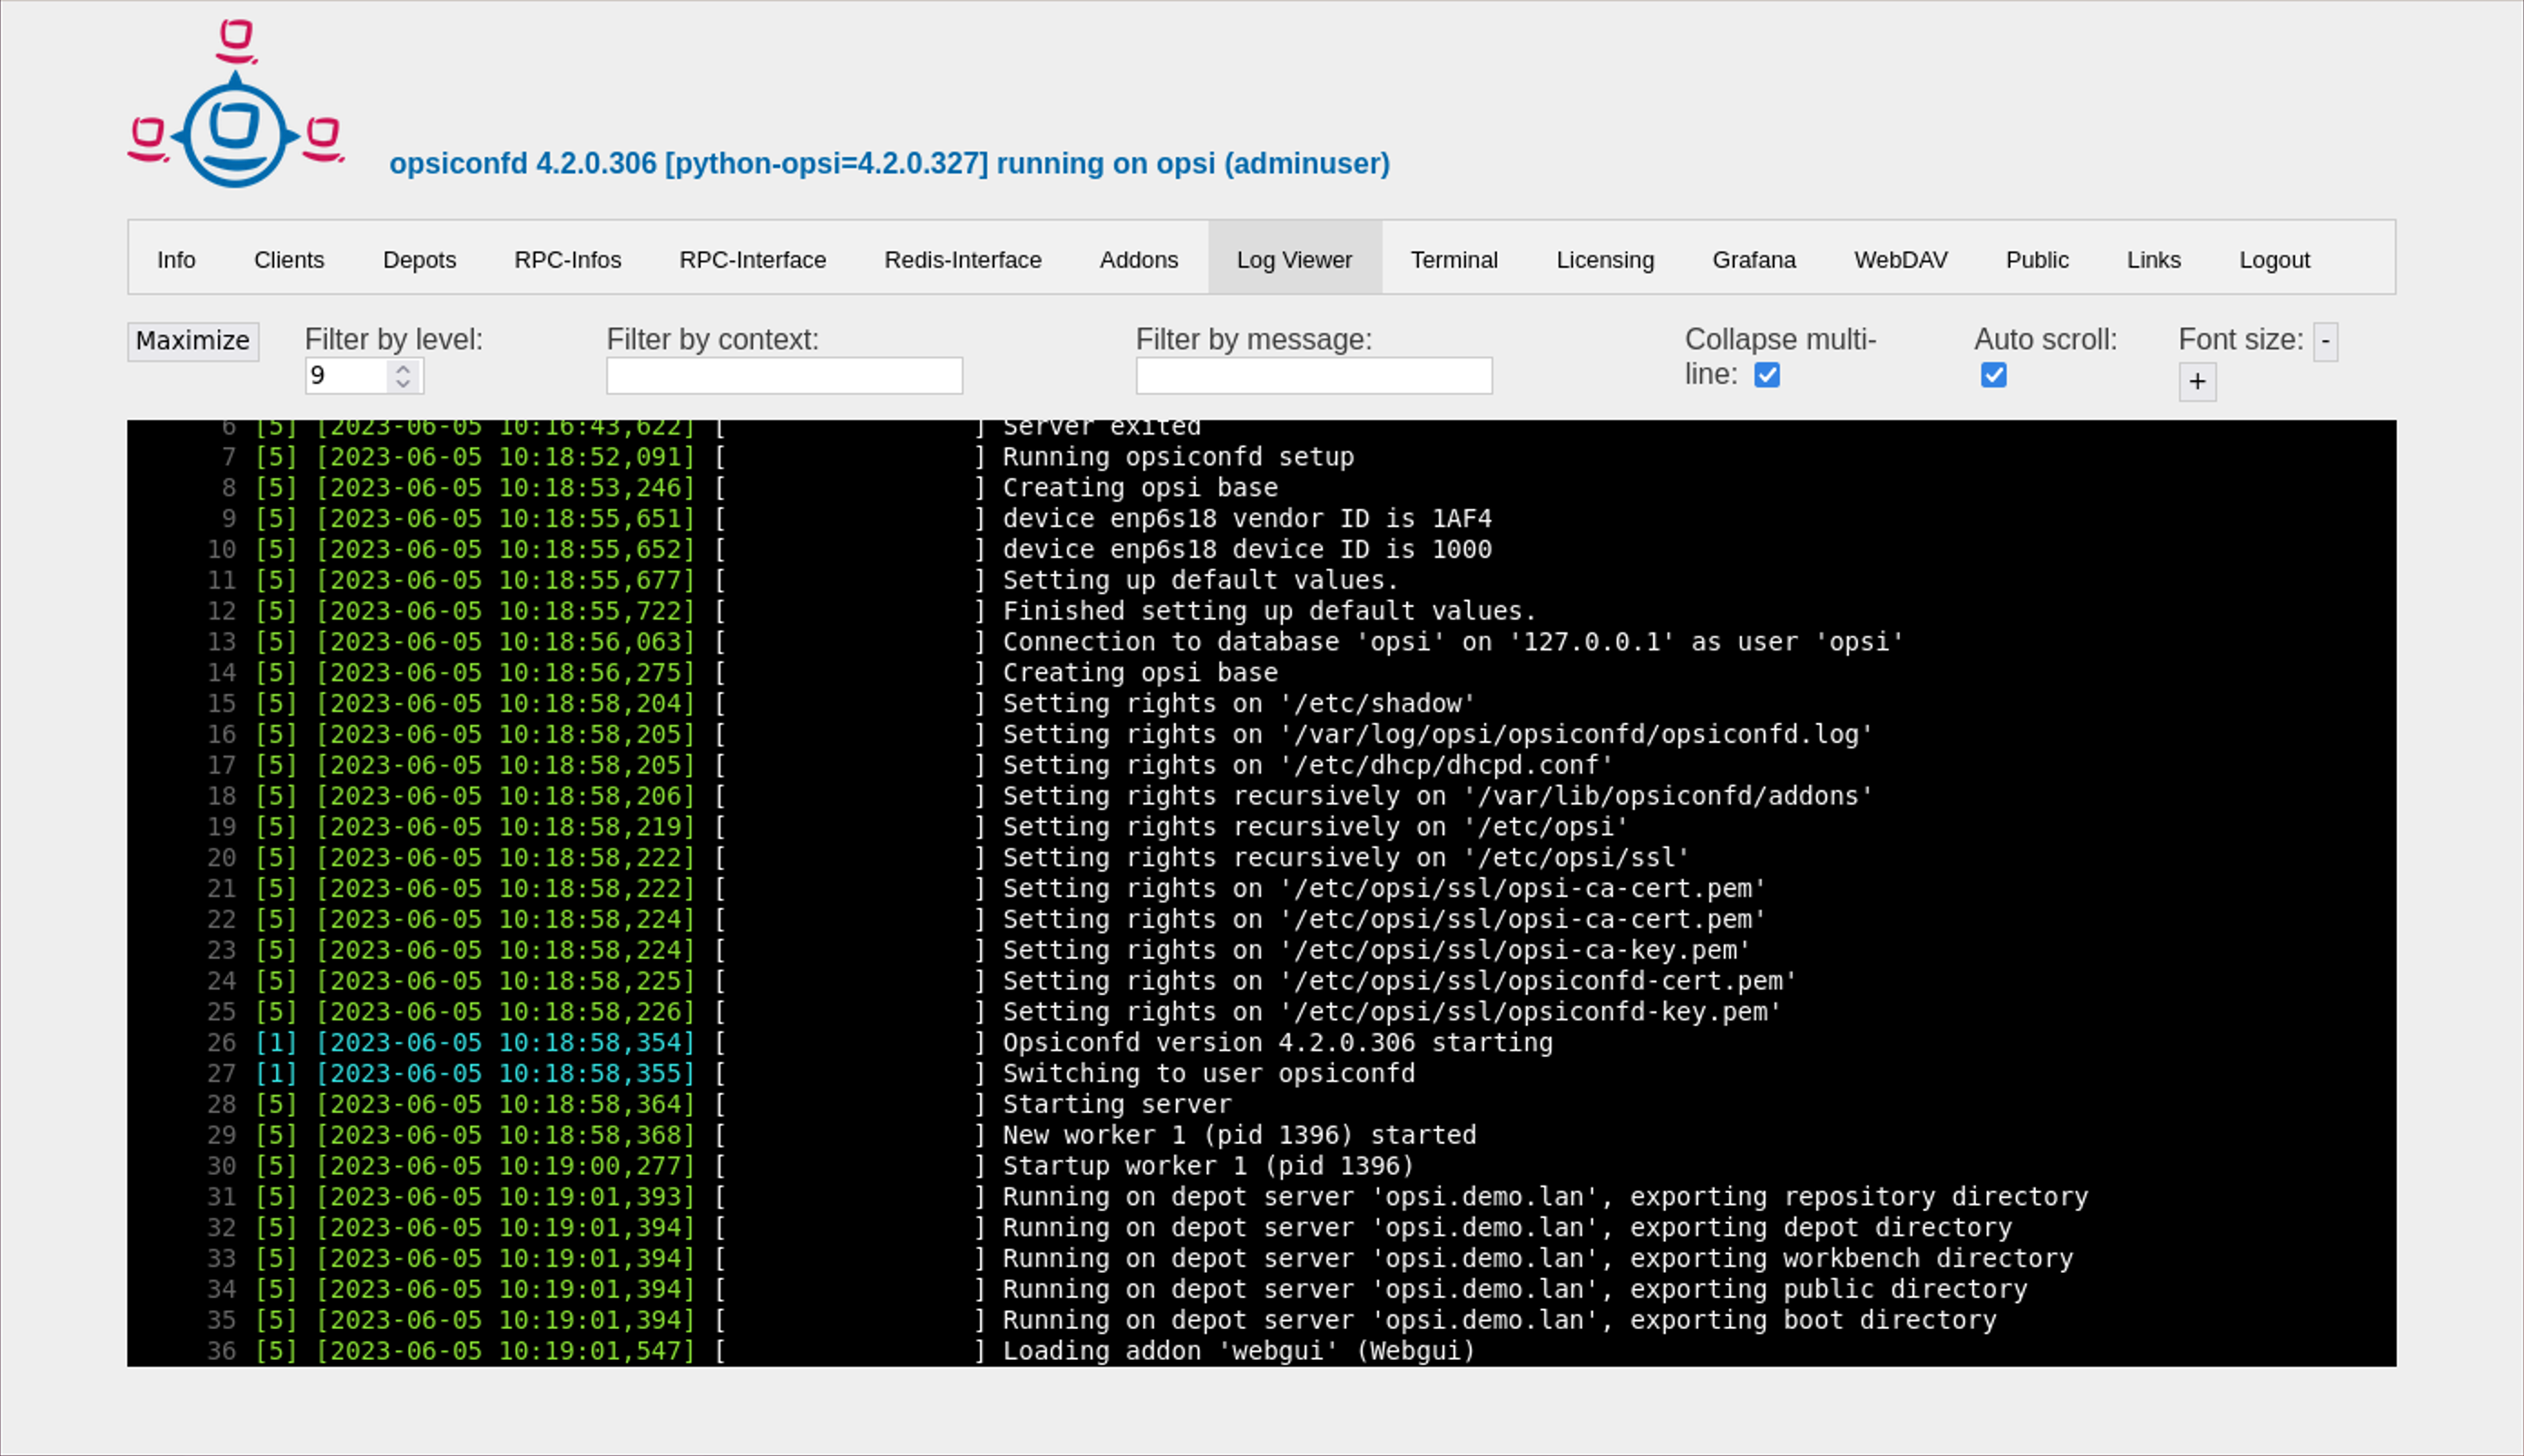 opsiconfd 4.2.0.306 [python-opsi=4.2.0.327] running on opsi (adminuser)
Info Clients Depots RPC-Infos RPC-Interface Redis-Interface Addons Log Viewer Terminal Licensing Grafana WebDAV Public Links Logout
Maximize Filter by level: Filter by context: Filter by message: Collapse multi- Auto scroll: Font size: -
9 line: +
6 [5] [2023-06-05 10:16:43,622] [ ] Server exited
7 [5] [2023-06-05 10:18:52,091] [ ] Running opsiconfd setup
8 [5] [2023-06-05 10:18:53,246] [ ] Creating opsi base
9 [5] [2023-06-05 10:18:55,651] [ ] device enp6s18 vendor ID is 1AF4
10 [5] [2023-06-05 10:18:55,652] [ ] device enp6s18 device ID is 1000
11 [5] [2023-06-05 10:18:55,677] [ ] Setting up default values.
12 [5] [2023-06-05 10:18:55,722] [ ] Finished setting up default values.
13 [5] [2023-06-05 10:18:56,063] [ ] Connection to database 'opsi' on '127.0.0.1' as user 'opsi'
14 [5] [2023-06-05 10:18:56,275] [ ] Creating opsi base
15 [5] [2023-06-05 10:18:58,204] [ ] Setting rights on '/etc/shadow'
16 [5] [2023-06-05 10:18:58,205] [ ] Setting rights on '/var/log/opsi/opsiconfd/opsiconfd.log'
17 [5] [2023-06-05 10:18:58,205] [ ] Setting rights on '/etc/dhcp/dhcpd.conf'
18 [5] [2023-06-05 10:18:58,206] [ ] Setting rights recursively on '/var/lib/opsiconfd/addons'
19 [5] [2023-06-05 10:18:58,219] [ ] Setting rights recursively on '/etc/opsi'
20 [5] [2023-06-05 10:18:58,222] [ ] Setting rights recursively on '/etc/opsi/ssl'
21 [5] [2023-06-05 10:18:58,222] [ ] Setting rights on '/etc/opsi/ssl/opsi-ca-cert.pem'
22 [5] [2023-06-05 10:18:58,224] [ ] Setting rights on '/etc/opsi/ssl/opsi-ca-cert.pem'
23 [5] [2023-06-05 10:18:58,224] [ ] Setting rights on '/etc/opsi/ssl/opsi-ca-key.pem'
24 [5] [2023-06-05 10:18:58,225] [ ] Setting rights on '/etc/opsi/ssl/opsiconfd-cert.pem'
25 [5] [2023-06-05 10:18:58,226] [ ] Setting rights on '/etc/opsi/ssl/opsiconfd-key.pem'
26 [1] [2023-06-05 10:18:58,354] [ ] Opsiconfd version 4.2.0.306 starting
27 [1] [2023-06-05 10:18:58,355] [ ] Switching to user opsiconfd
28 [5] [2023-06-05 10:18:58,364] [ ] Starting server
29 [5] [2023-06-05 10:18:58,368] [ ] New worker 1 (pid 1396) started
30 [5] [2023-06-05 10:19:00,277] [ ] Startup worker 1 (pid 1396)
31 [5] [2023-06-05 10:19:01,393] [ ] Running on depot server 'opsi.demo.lan', exporting repository directory
32 [5] [2023-06-05 10:19:01,394] [ ] Running on depot server 'opsi.demo.lan', exporting depot directory
33 [5] [2023-06-05 10:19:01,394] [ ] Running on depot server 'opsi.demo.lan', exporting workbench directory
34 [5] [2023-06-05 10:19:01,394] [ ] Running on depot server 'opsi.demo.lan', exporting public directory
35 [5] [2023-06-05 10:19:01,394] [ ] Running on depot server 'opsi.demo.lan', exporting boot directory
36 [5] [2023-06-05 10:19:01,547] [ ] Loading addon 'webgui' (Webgui)